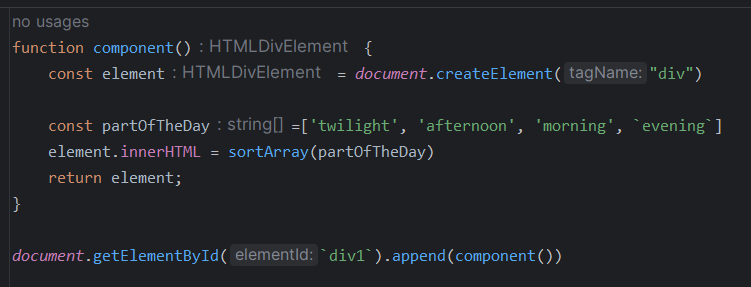 no usages
function component() : HTMLDivElement {
const element : HTMLDivElement = document.createElement( tagName: "div")
const partOfTheDay : string[] =['twilight', 'afternoon', 'morning', `evening`]
element.innerHTML = sortArray(partOfTheDay)
return element;
}
document.getElementById( elementId: `div1`).append(component())